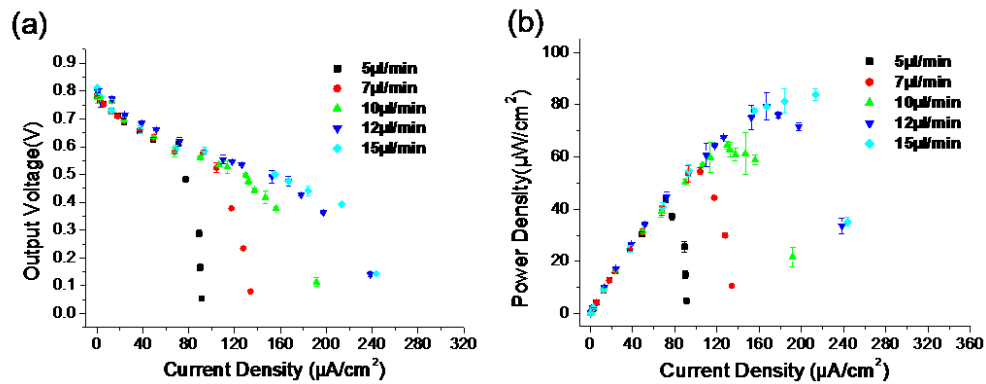 (a)
0.9
0.8
0.7
0.6
0.5
0.4
0.3
0.2
0.1
0.0
Output Voltage(V)
5µl/min
7µl/min
10µl/min
12µl/min
15µl/min
0 40 80 120 160 200 240 280 320
Current Density (µA/cm²)
(b)
100
80
60
40
20
0
Power Density(µW/cm²)
5µl/min
7µl/min
10µl/min
12µl/min
15µl/min
0 40 80 120 160 200 240 280 320 360
Current Density (µA/cm²)